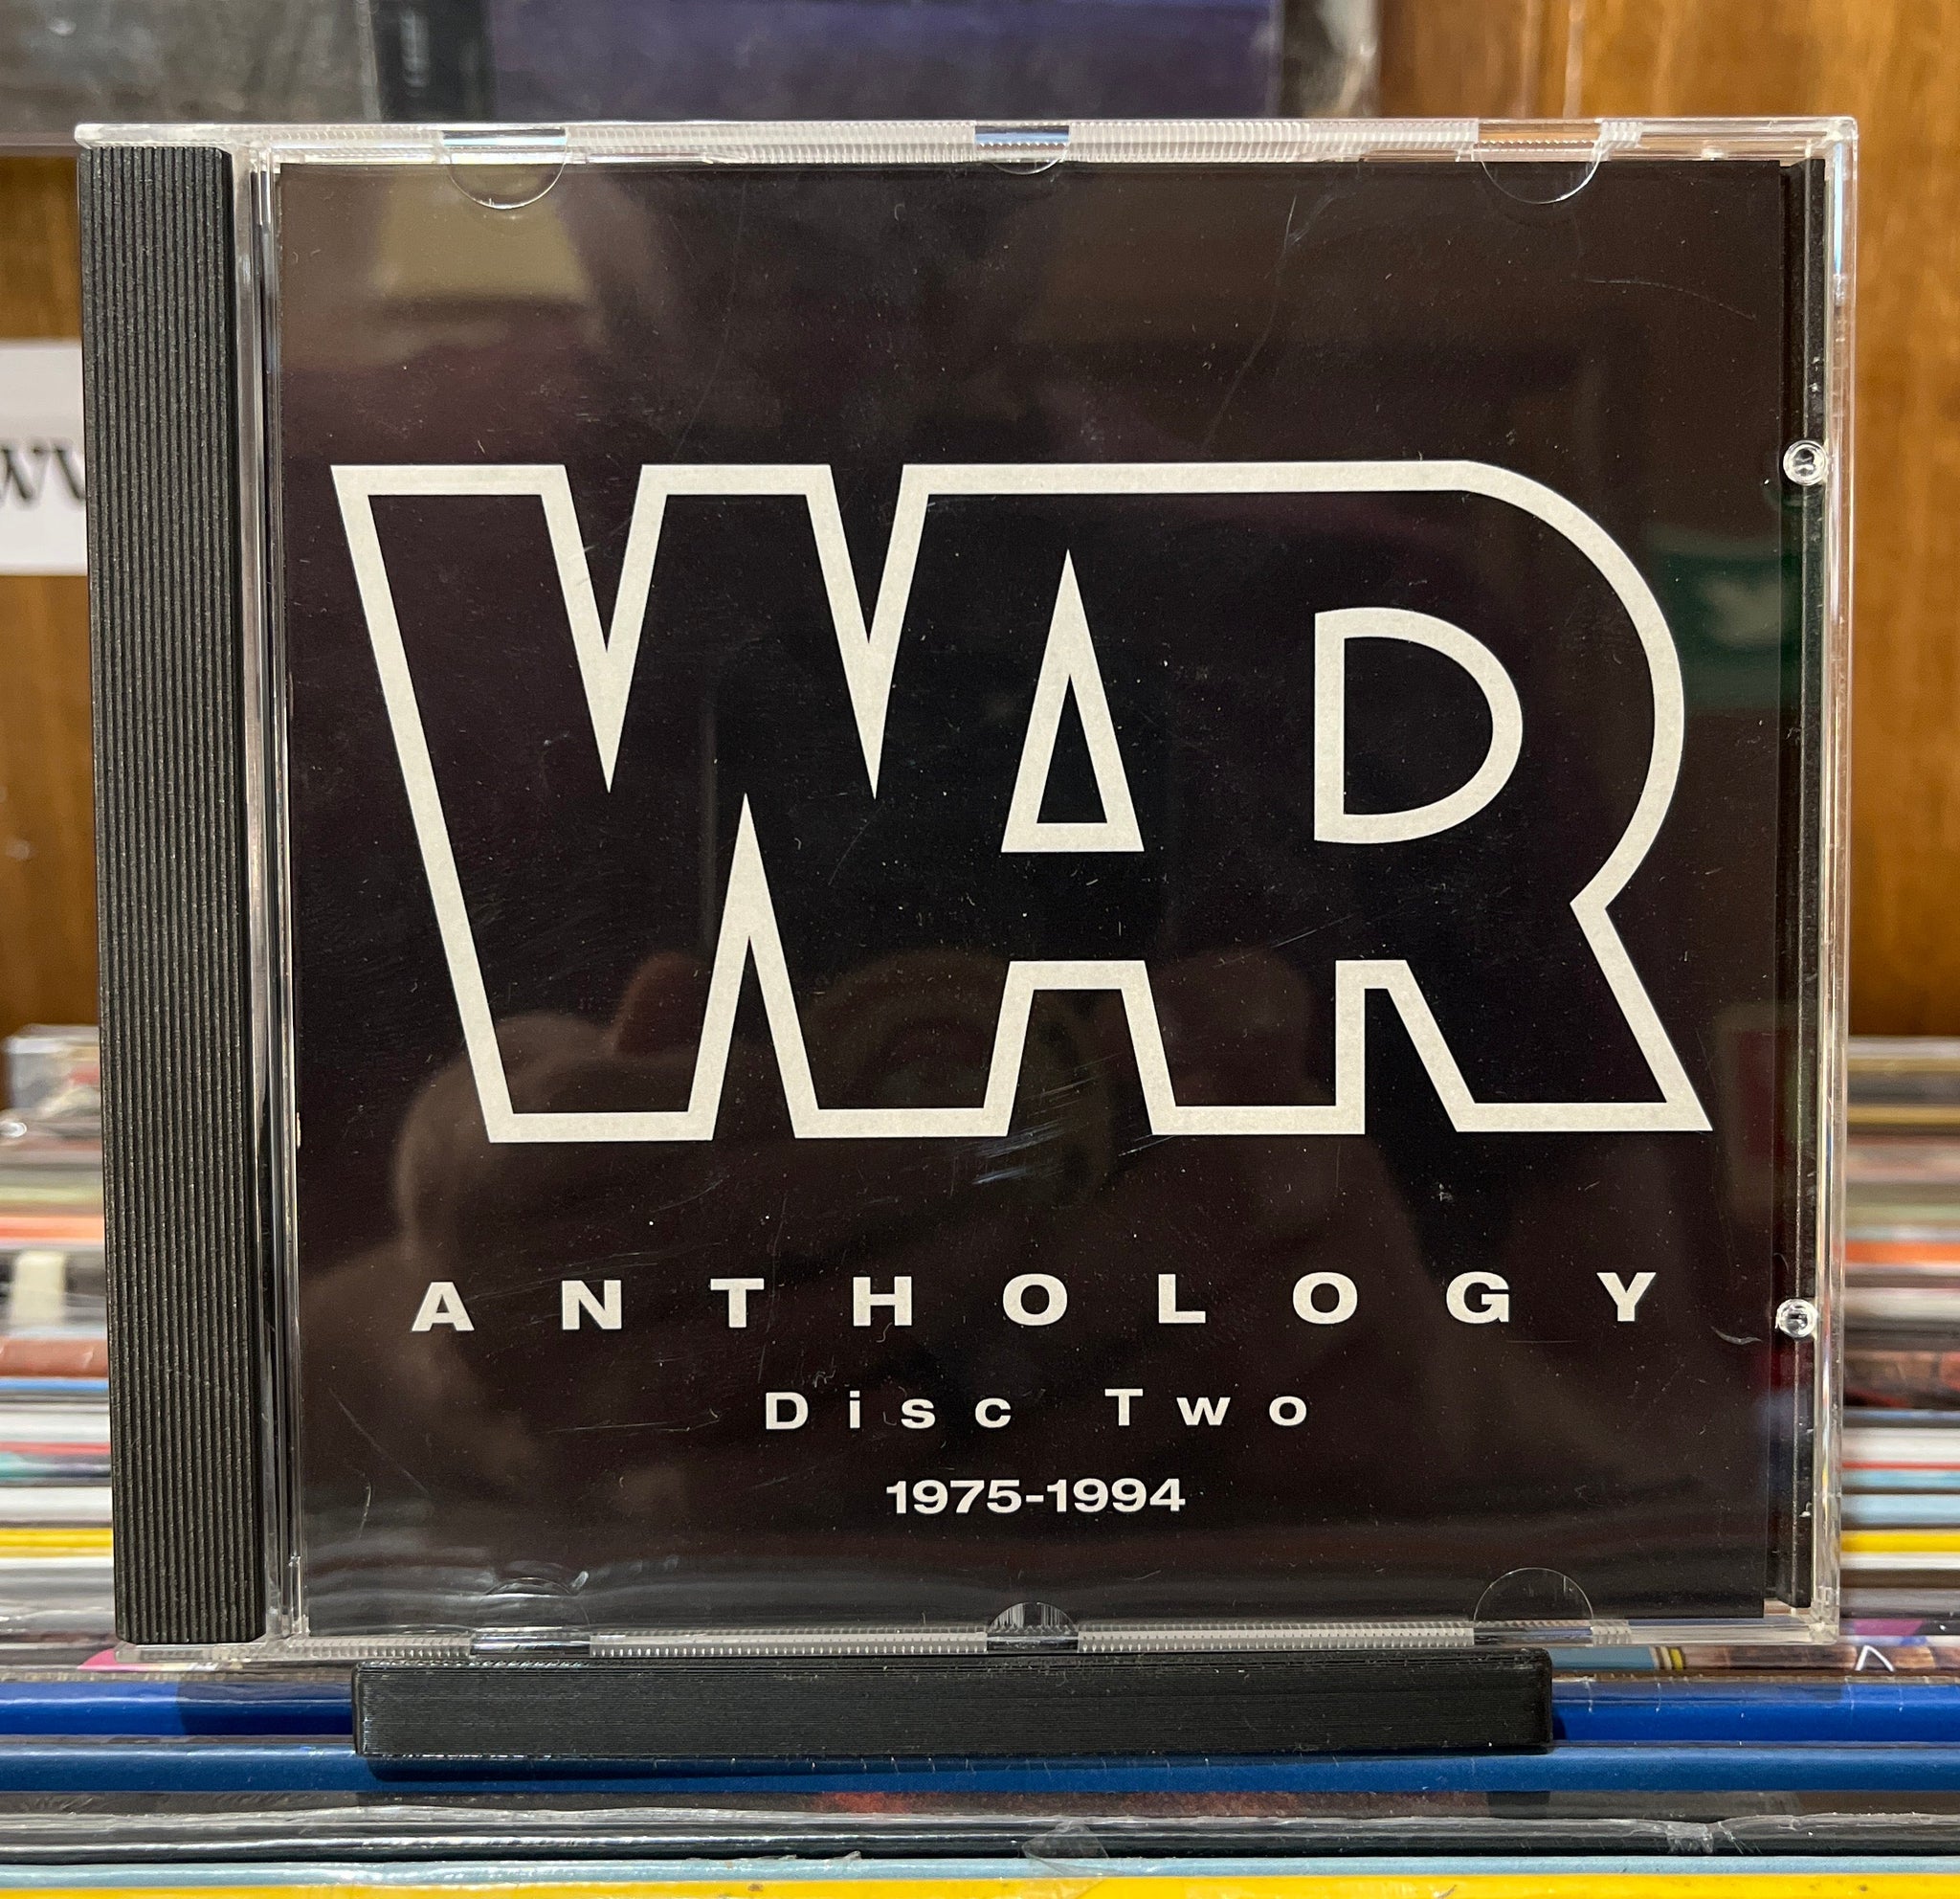 WAR
ANTHOLOGY
Disc Two
1975-1994